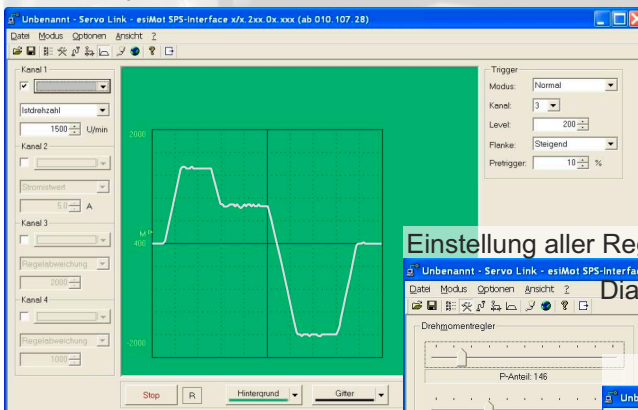 Unbenannt - Servo Link - esiMot SPS-Interface x/x.2xx.0x.xxx (ab 010.107.28)
Datei Modus Optionen Ansicht ?
Kanal 1
Istdrehzahl
1500 U/min
Kanal 2
Stromistwert
5.0 A
Kanal 3
Regelabweichung
2000
Kanal 4
Regelabweichung
1000
2000
M P
400
-2000
Stop R Hintergrund Gitter
Trigger
Modus: Normal
Kanal: 3
Level: 200
Flanke: Steigend
Pretrigger: 10 %
Einstellung aller Re
Unbenannt - Servo Link - esiMot SPS-Interfa
Datei Modus Optionen Ansicht ?
Dia
Drehmomentregler
P-Anteil: 146
Unb